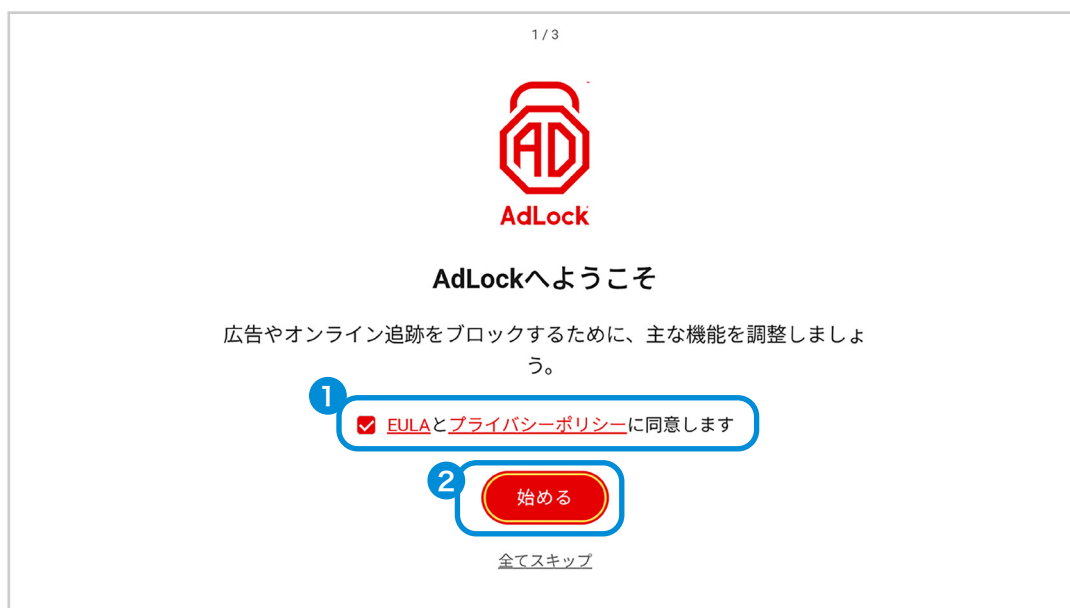 1 / 3
AD
AdLock
AdLockへようこそ
広告やオンライン追跡をブロックするために、主な機能を調整しましょ
う。
1
EULAとプライバシーポリシーに同意します
2
始める
全てスキップ